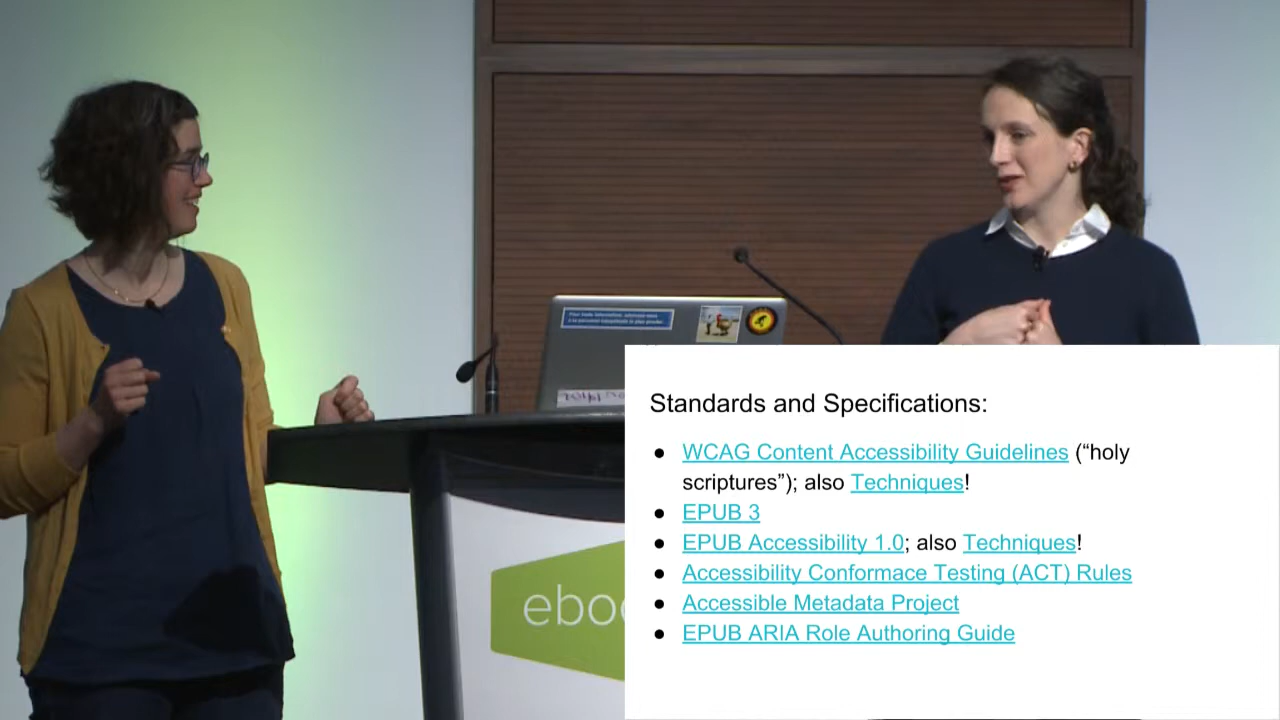 Standards and Specifications:
● WCAG Content Accessibility Guidelines (“holy
scriptures”); also Techniques!
● EPUB 3
● EPUB Accessibility 1.0; also Techniques!
● Accessibility Conformace Testing (ACT) Rules
● Accessible Metadata Project
● EPUB ARIA Role Authoring Guide
eboo